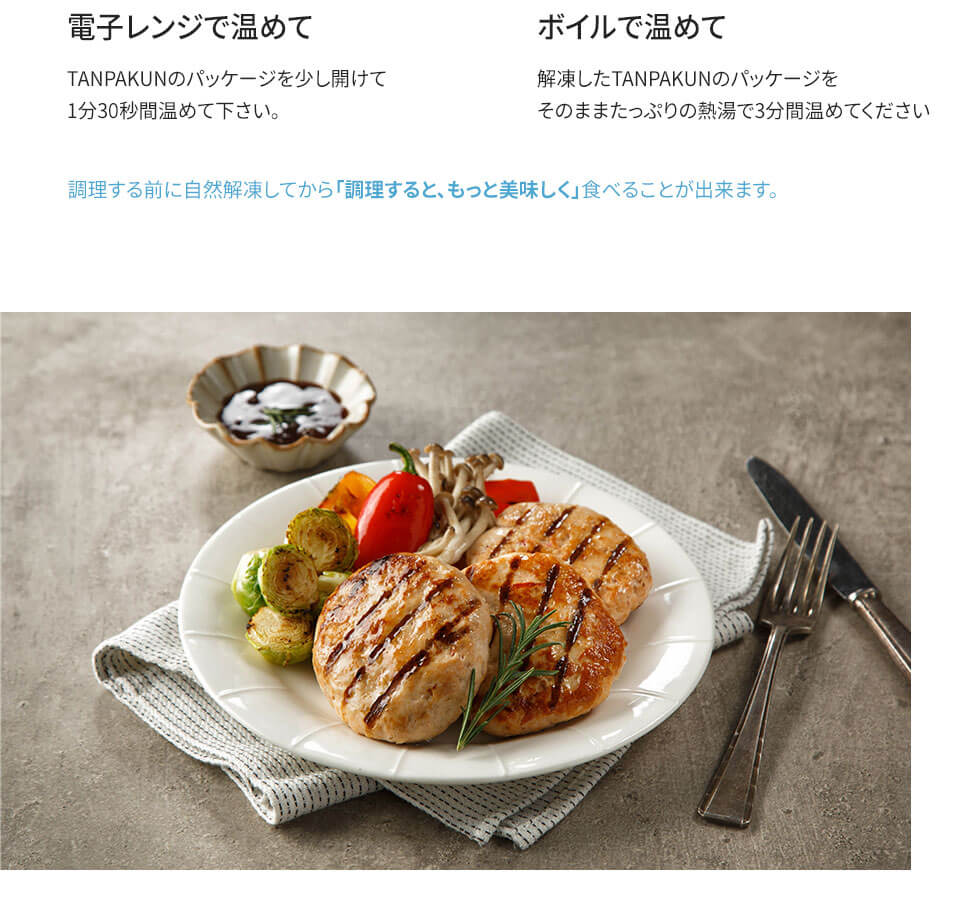 電子レンジで温めて
TANPAKUNのパッケージを少し開けて
1分30秒間温めて下さい。
ボイルで温めて
解凍したTANPAKUNのパッケージを
そのままたっぷりの熱湯で3分間温めてください
調理する前に自然解凍してから「調理すると、もっと美味しく」食べることが出来ます。